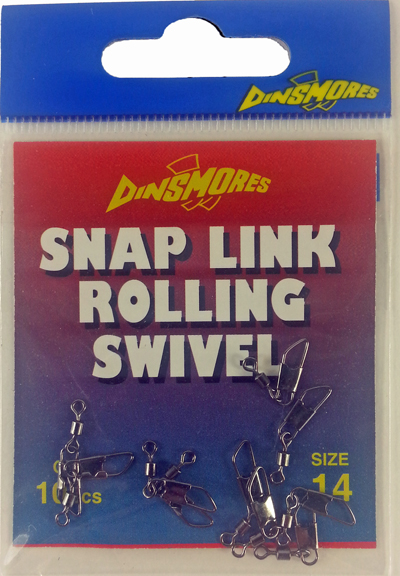 DINSMORES
DINSMORES
SNAP LINK
ROLLING
SWIVEL
SIZE
14